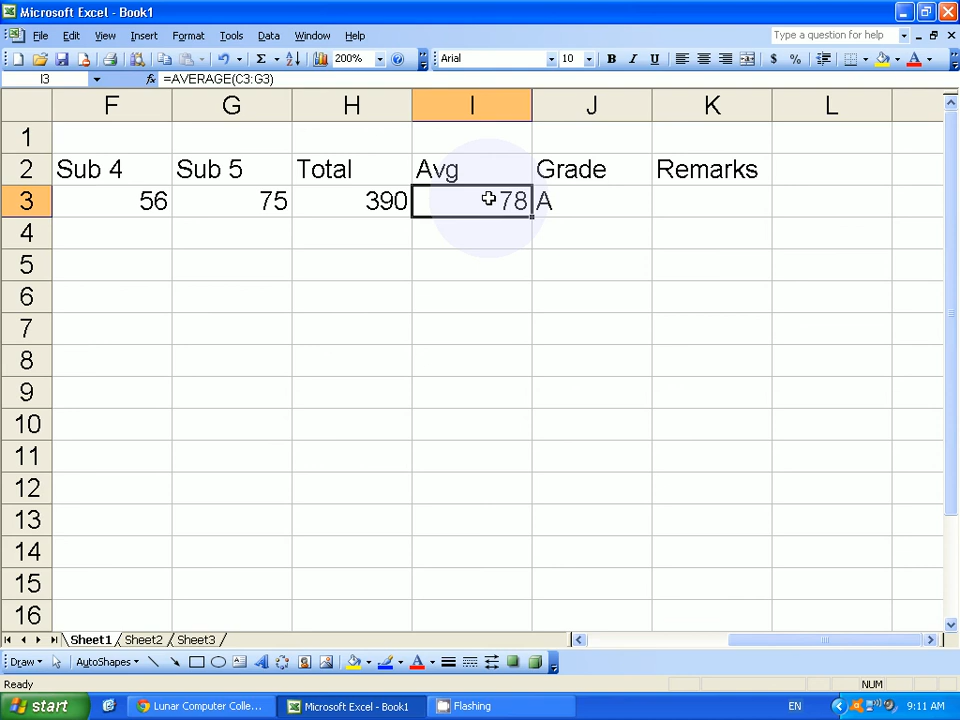 Microsoft Excel - Book1
File Edit View Insert Format Tools Data Window Help Type a question for help
Σ 200% Arial 10 B I U $ %
I3 fx =AVERAGE(C3:G3)
F G H I J K L
1
2 Sub 4 Sub 5 Total Avg Grade Remarks
3 56 75 390 78 A
4
5
6
7
8
9
10
11
12
13
14
15
16
Sheet1 Sheet2 Sheet3
Draw AutoShapes A
Ready NUM
start Lunar Computer Colle... Microsoft Excel - Book1 Flashing EN 9:11 AM